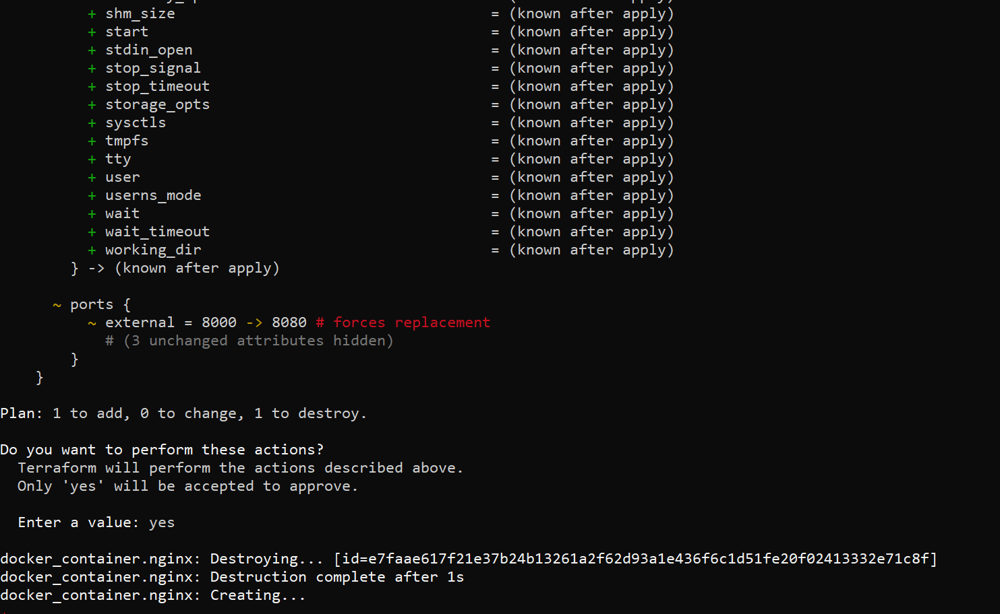 + shm_size = (known after apply)
+ start = (known after apply)
+ stdin_open = (known after apply)
+ stop_signal = (known after apply)
+ stop_timeout = (known after apply)
+ storage_opts = (known after apply)
+ sysctls = (known after apply)
+ tmpfs = (known after apply)
+ tty = (known after apply)
+ user = (known after apply)
+ userns_mode = (known after apply)
+ wait = (known after apply)
+ wait_timeout = (known after apply)
+ working_dir = (known after apply)
} -> (known after apply)
~ ports {
~ external = 8000 -> 8080 # forces replacement
# (3 unchanged attributes hidden)
}
}
Plan: 1 to add, 0 to change, 1 to destroy.
Do you want to perform these actions?
Terraform will perform the actions described above.
Only 'yes' will be accepted to approve.
Enter a value: yes
docker_container.nginx: Destroying... [id=e7faae617f21e37b24b13261a2f62d93a1e436f6c1d51fe20f02413332e71c8f]
docker_container.nginx: Destruction complete after 1s
docker_container.nginx: Creating...